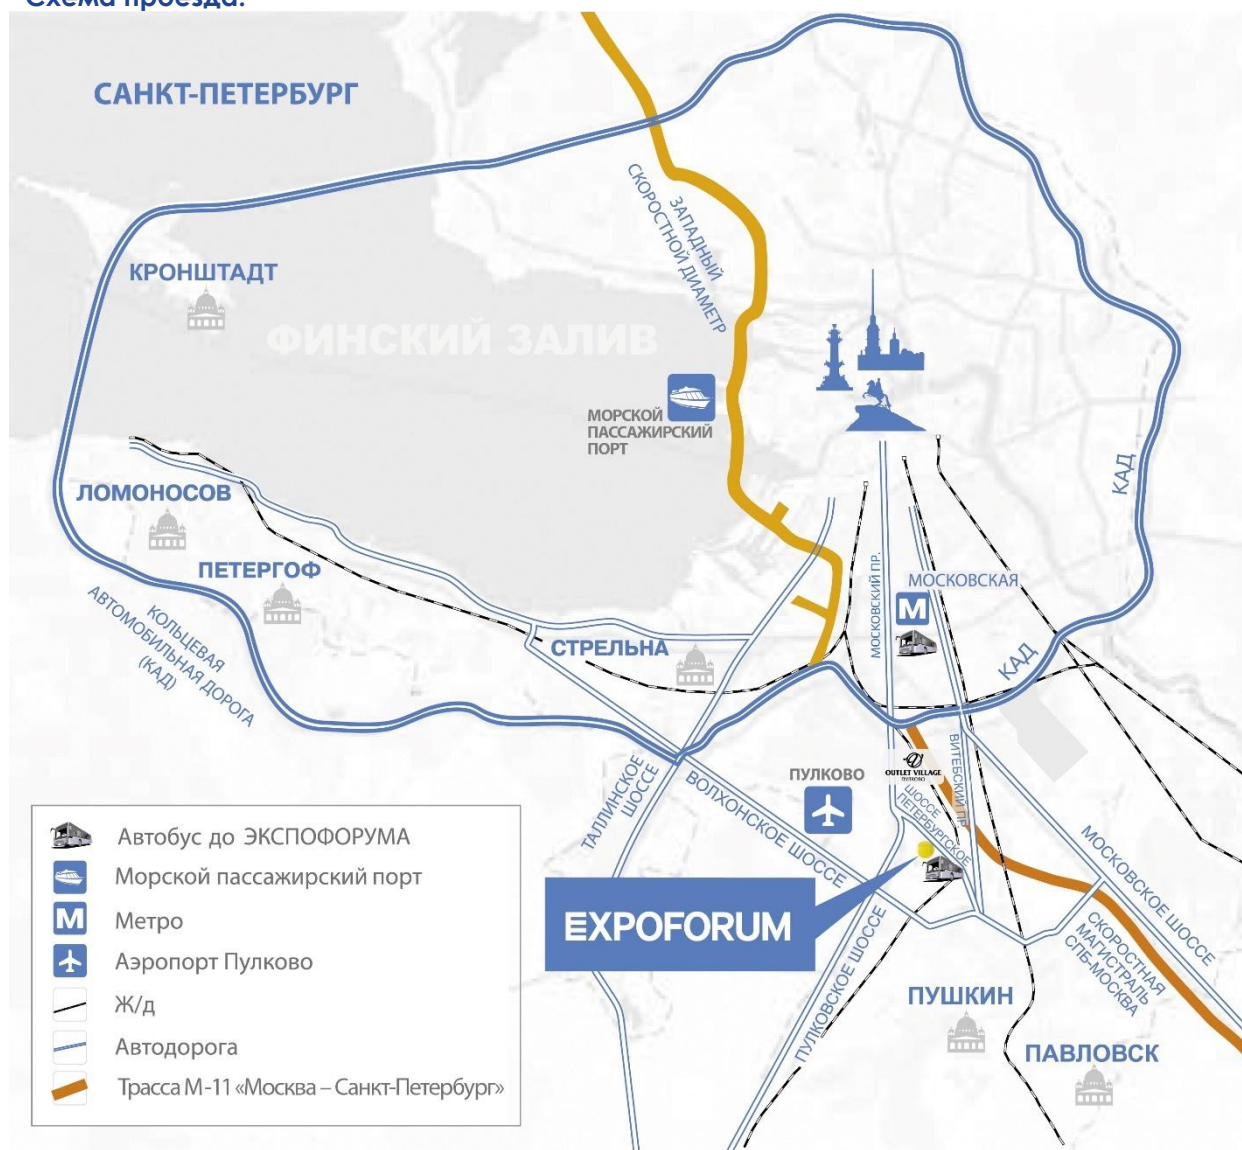 Схема проезда:
САНКТ-ПЕТЕРБУРГ
ЗАПАДНЫЙ
СКОРОСТНОЙ ДИАМЕТР
КРОНШТАДТ
ФИНСКИЙ ЗАЛИВ
МОРСКОЙ
ПАССАЖИРСКИЙ
ПОРТ
КАД
ЛОМОНОСОВ
ПЕТЕРГОФ
КОЛЬЦЕВАЯ
АВТОМОБИЛЬНАЯ ДОРОГА
(КАД)
СТРЕЛЬНА
МОСКОВСКИЙ ПР.
МОСКОВСКАЯ
М
КАД
ТАЛЛИНСКОЕ
ШОССЕ
ВОЛХОНСКОЕ ШОССЕ
ПУЛКОВО
OUTLET VILLAGE
ПУЛКОВО
ШОССЕ
ПЕТЕРБУРГСКОЕ
ВИТЕБСКИЙ ПР.
МОСКОВСКОЕ ШОССЕ
EXPOFORUM
ПУЛКОВСКОЕ ШОССЕ
СКОРОСТНАЯ
МАГИСТРАЛЬ
СПБ-МОСКВА
ПУШКИН
ПАВЛОВСК
Автобус до ЭКСПОФОРУМА
Морской пассажирский порт
М Метро
Аэропорт Пулково
Ж/д
Автодорога
Трасса М-11 «Москва – Санкт-Петербург»